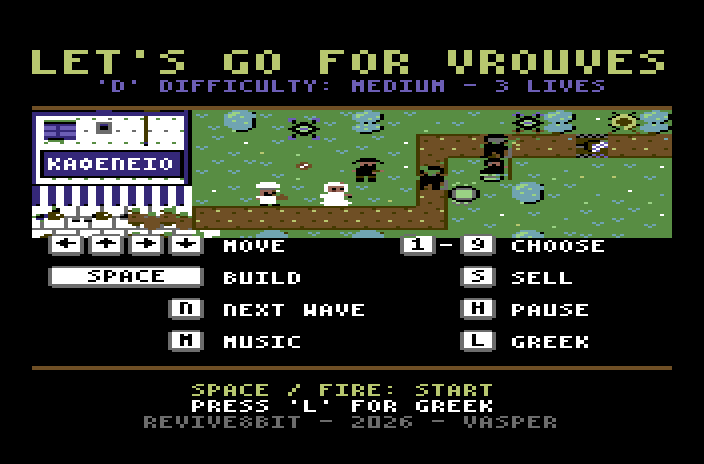 LET'S GO FOR VROUVES
'D' DIFFICULTY: MEDIUM - 3 LIVES
ΚΑΦΕΝΕΙΟ
← ↑ → ↓ MOVE 1 - 9 CHOOSE
SPACE BUILD S SELL
N NEXT WAVE H PAUSE
M MUSIC L GREEK
SPACE / FIRE: START
PRESS 'L' FOR GREEK
REVIVE8BIT - 2026 - VASPER